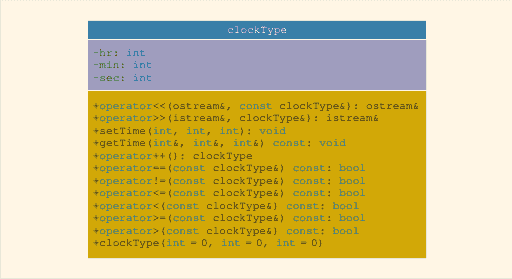 clockType
-hr: int
-min: int
-sec: int
+operator<<(ostream&, const clockType&): ostream&
+operator>>(istream&, clockType&): istream&
+setTime(int, int, int): void
+getTime(int&, int&, int&) const: void
+operator++(): clockType
+operator==(const clockType&) const: bool
+operator!=(const clockType&) const: bool
+operator<=(const clockType&) const: bool
+operator<(const clockType&) const: bool
+operator>=(const clockType&) const: bool
+operator>(const clockType&) const: bool
+clockType(int = 0, int = 0, int = 0)